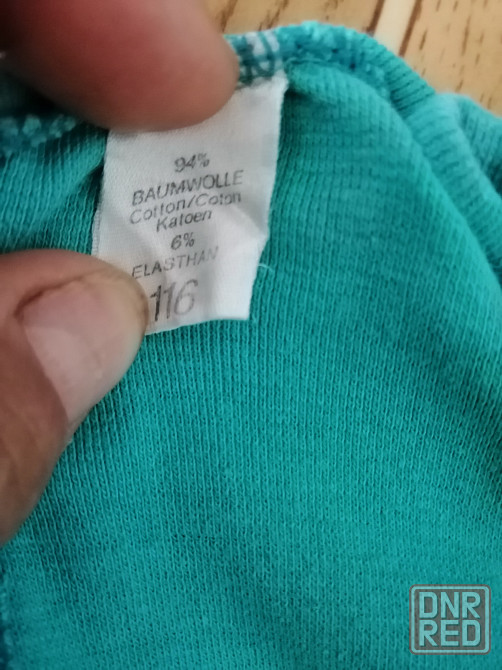 94%
BAUMWOLLE
Cotton/Coton
Katoen
6%
ELASTHAN
116
DNR
RED